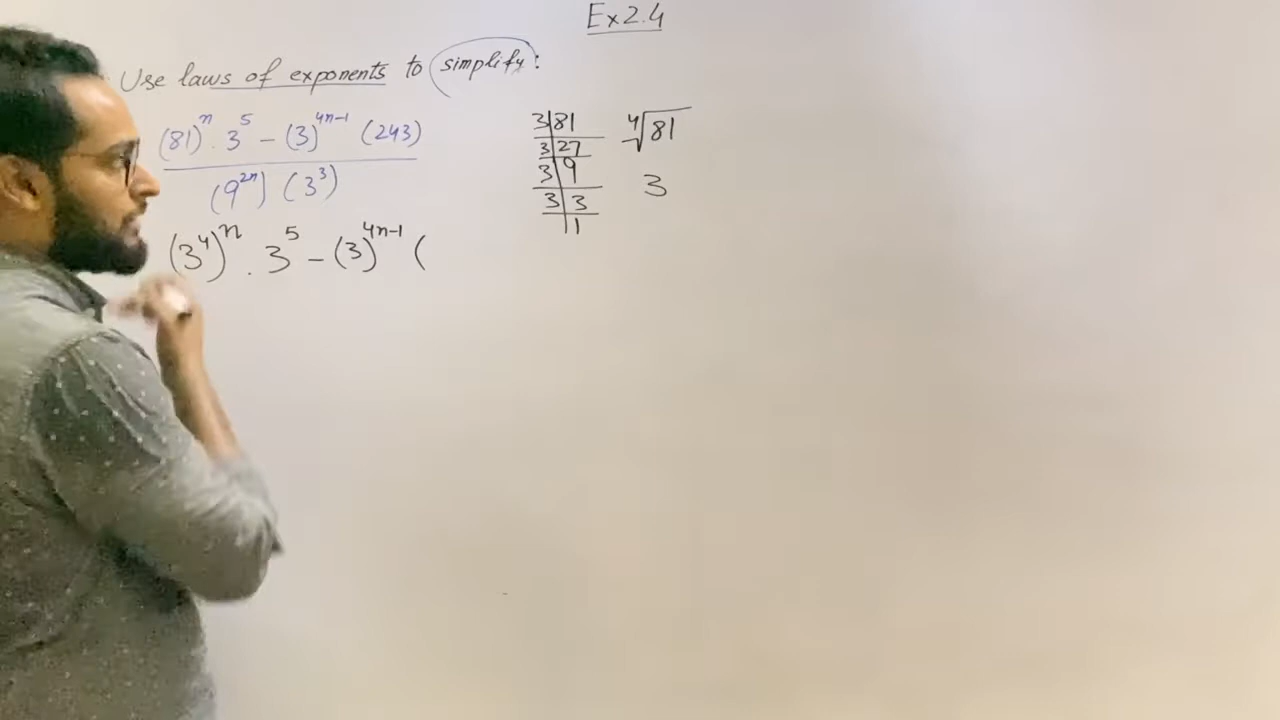 Ex 2.4
Use laws of exponents to simplify:
(81)^n . 3^5 - (3)^{4n-1} (243)
(9^{2n}) (3^3)
(3^4)^n . 3^5 - (3)^{4n-1} (
3|81
3|27
3|9
3|3
|1
∜81
3